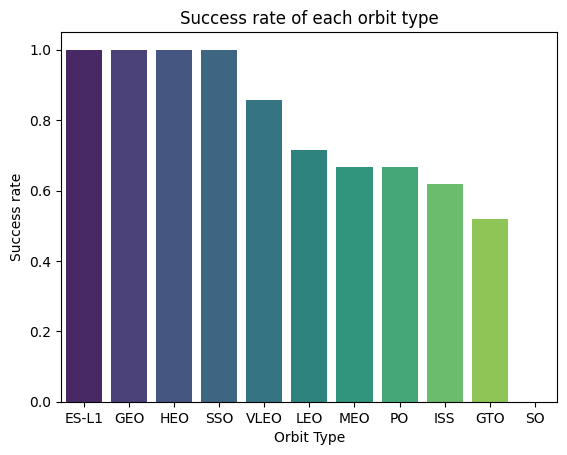 Success rate of each orbit type
Success rate
1.0
0.8
0.6
0.4
0.2
0.0
ES-L1 GEO HEO SSO VLEO LEO MEO PO ISS GTO SO
Orbit Type